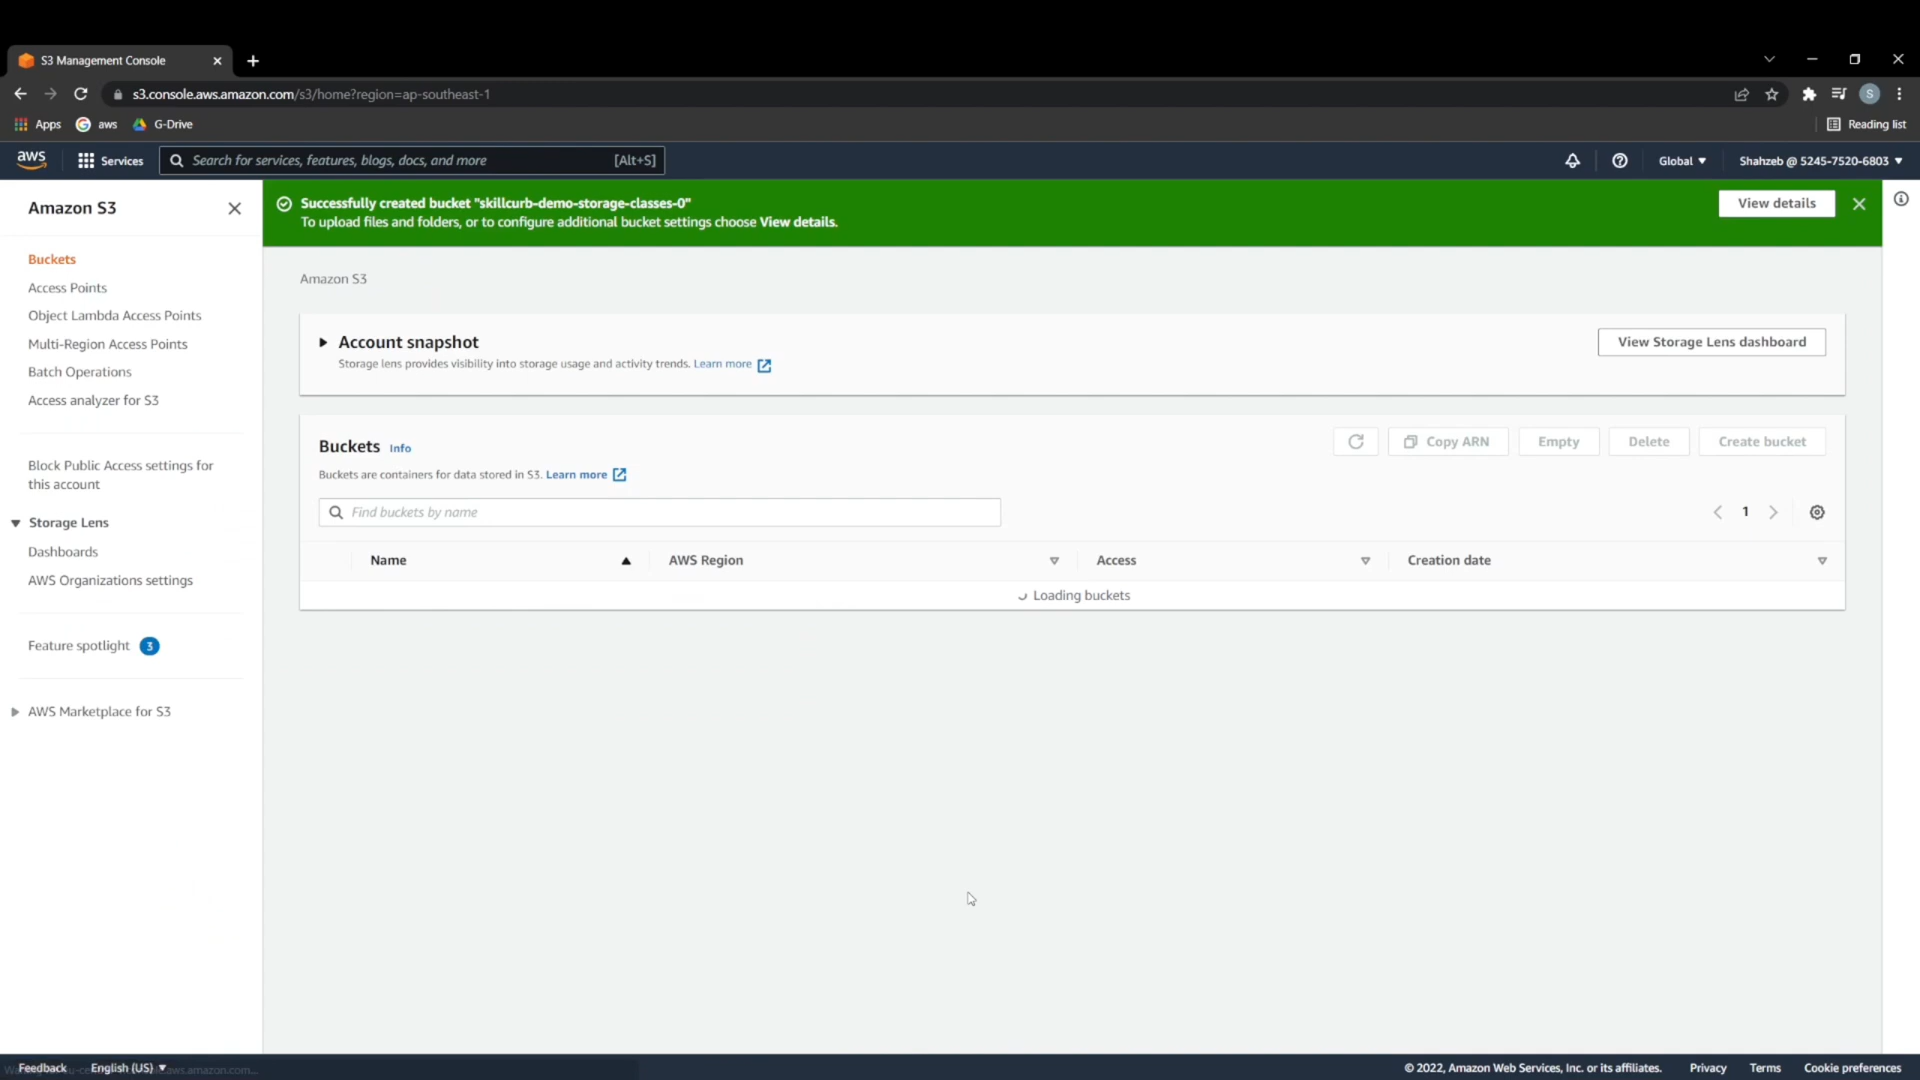 S3 Management Console
s3.console.aws.amazon.com/s3/home?region=ap-southeast-1
S
Apps
aws
G-Drive
Reading list
aws
Services
Search for services, features, blogs, docs, and more
[Alt+S]
Global
Shahzeb @ 5245-7520-6803
Amazon S3
Buckets
Access Points
Object Lambda Access Points
Multi-Region Access Points
Batch Operations
Access analyzer for S3
Block Public Access settings for
this account
Storage Lens
Dashboards
AWS Organizations settings
Feature spotlight 3
AWS Marketplace for S3
Successfully created bucket "skillcurb-demo-storage-classes-0"
To upload files and folders, or to configure additional bucket settings choose View details.
View details
Amazon S3
Account snapshot
Storage lens provides visibility into storage usage and activity trends. Learn more
View Storage Lens dashboard
Buckets Info
Buckets are containers for data stored in S3. Learn more
Copy ARN
Empty
Delete
Create bucket
Find buckets by name
1
Name
AWS Region
Access
Creation date
Loading buckets
Feedback
English (US)
© 2022, Amazon Web Services, Inc. or its affiliates.
Privacy
Terms
Cookie preferences